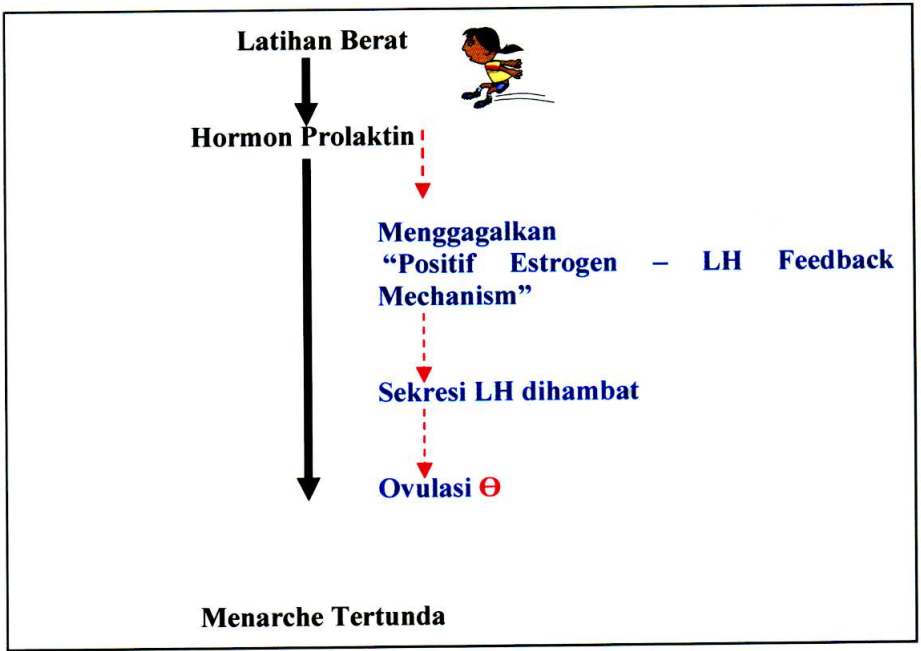 Latihan Berat
Hormon Prolaktin
Menggagalkan
“Positif Estrogen – LH Feedback
Mechanism”
Sekresi LH dihambat
Ovulasi Ө
Menarche Tertunda